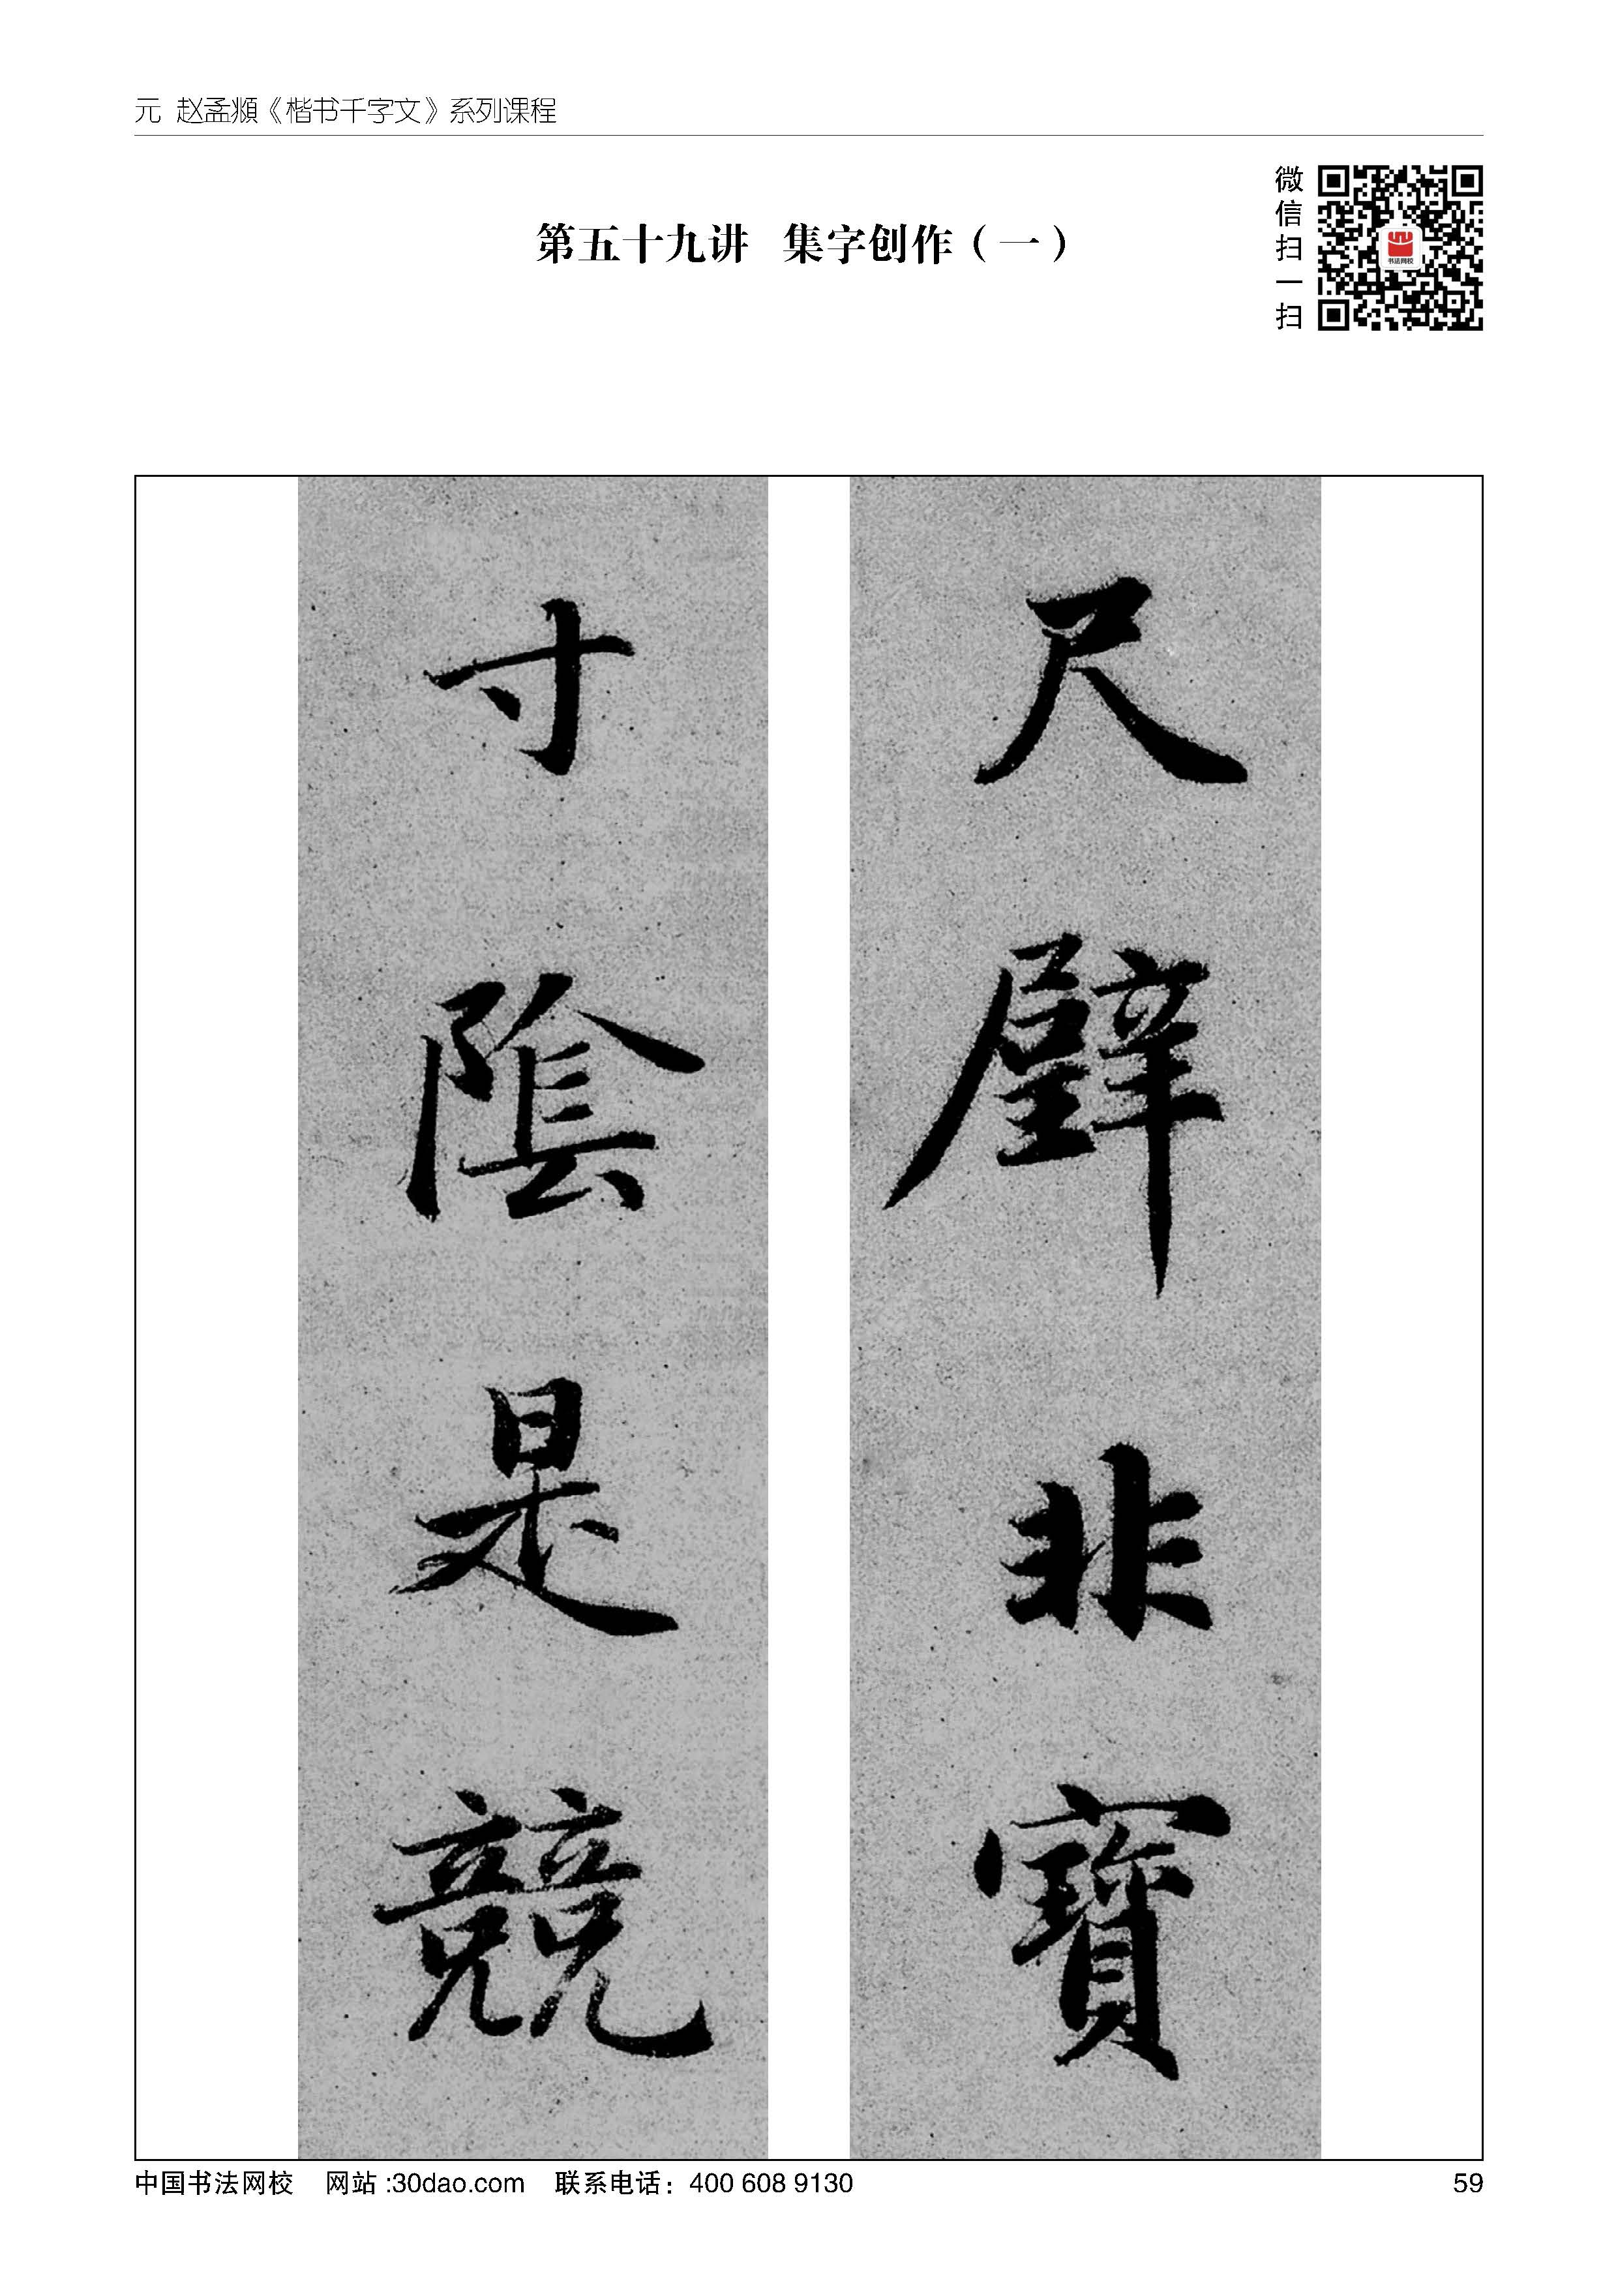 元 赵孟頫《楷书千字文》系列课程
第五十九讲 集字创作（一）
微信扫一扫
书法网校
尺璧非寶
寸陰是競
中国书法网校 网站 :30dao.com 联系电话：400 608 9130
59